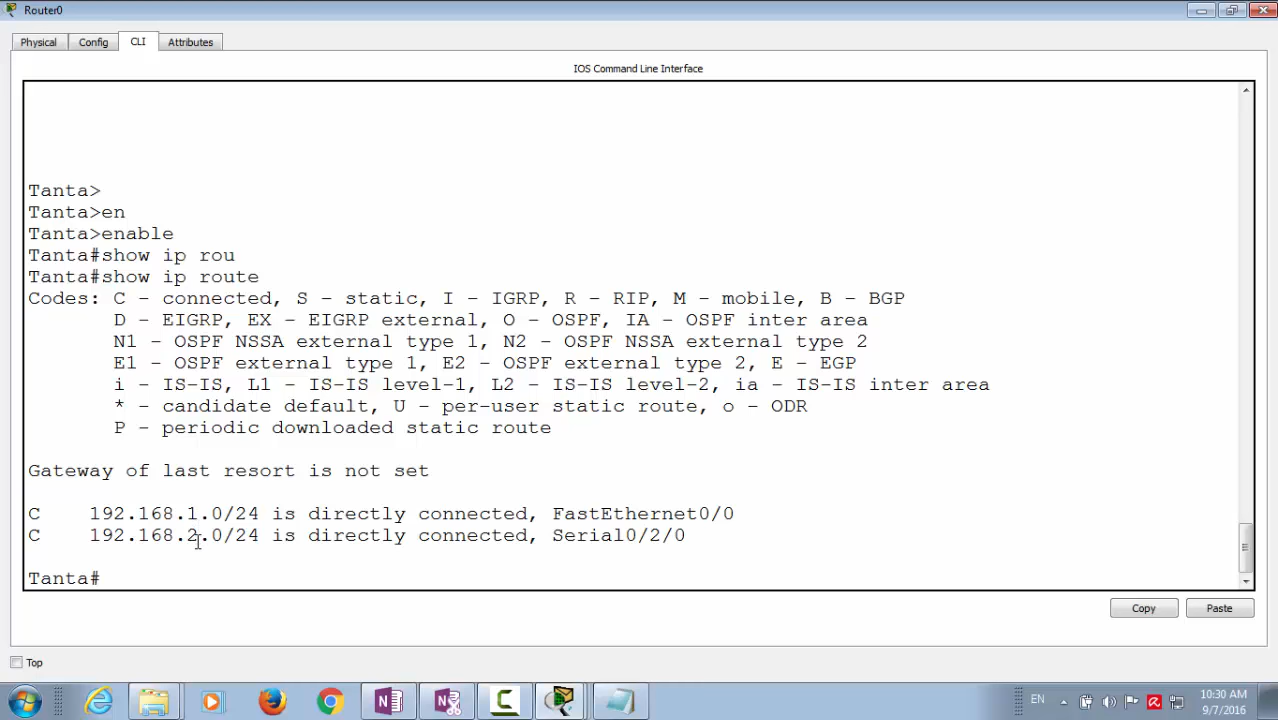 Router0
Physical Config CLI Attributes
IOS Command Line Interface
Tanta>
Tanta>en
Tanta>enable
Tanta#show ip rou
Tanta#show ip route
Codes: C - connected, S - static, I - IGRP, R - RIP, M - mobile, B - BGP
D - EIGRP, EX - EIGRP external, O - OSPF, IA - OSPF inter area
N1 - OSPF NSSA external type 1, N2 - OSPF NSSA external type 2
E1 - OSPF external type 1, E2 - OSPF external type 2, E - EGP
i - IS-IS, L1 - IS-IS level-1, L2 - IS-IS level-2, ia - IS-IS inter area
* - candidate default, U - per-user static route, o - ODR
P - periodic downloaded static route
Gateway of last resort is not set
C 192.168.1.0/24 is directly connected, FastEthernet0/0
C 192.168.2.0/24 is directly connected, Serial0/2/0
Tanta#
Copy Paste
Top
EN 10:30 AM
9/7/2016